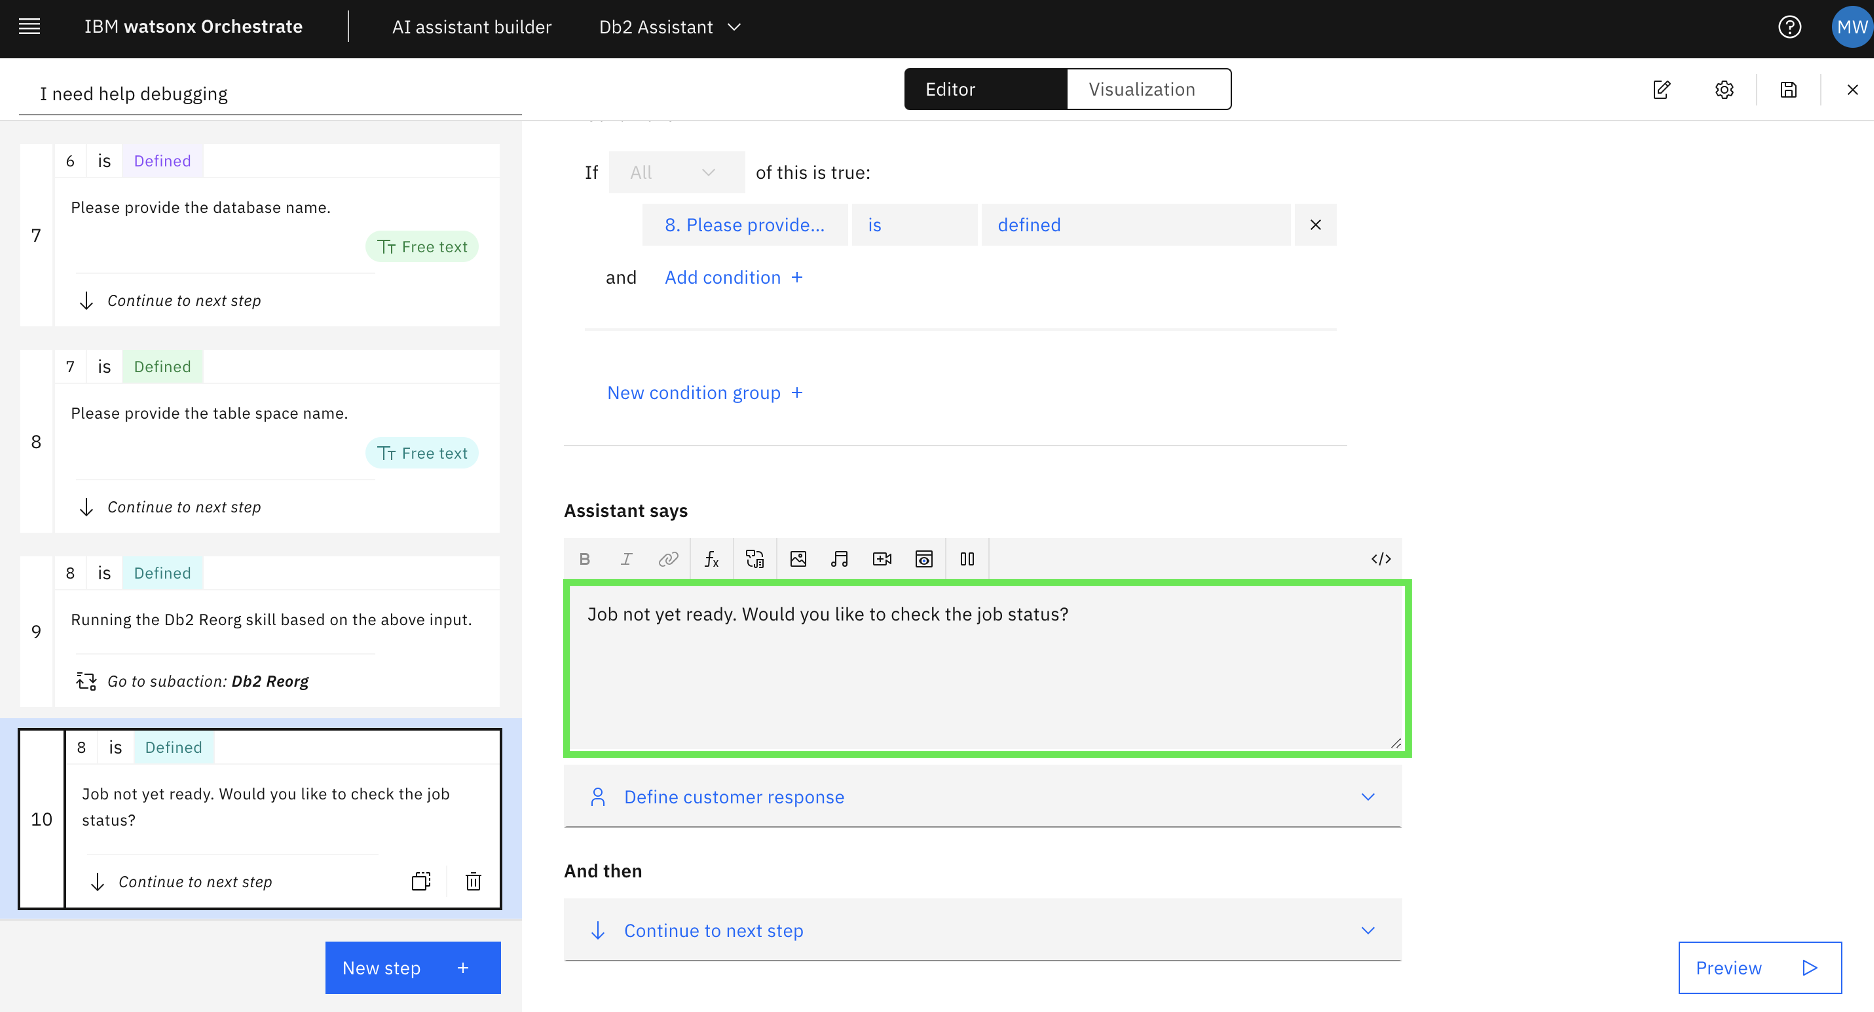 IBM watsonx Orchestrate
AI assistant builder
Db2 Assistant
MW
I need help debugging
Editor
Visualization
6 is Defined
7
Please provide the database name.
Free text
Continue to next step
7 is Defined
8
Please provide the table space name.
Free text
Continue to next step
8 is Defined
9
Running the Db2 Reorg skill based on the above input.
Go to subaction: Db2 Reorg
8 is Defined
10
Job not yet ready. Would you like to check the job
status?
Continue to next step
New step +
If All of this is true:
8. Please provide... is defined
and Add condition +
New condition group +
Assistant says
B I fx </>
Job not yet ready. Would you like to check the job status?
Define customer response
And then
Continue to next step
Preview